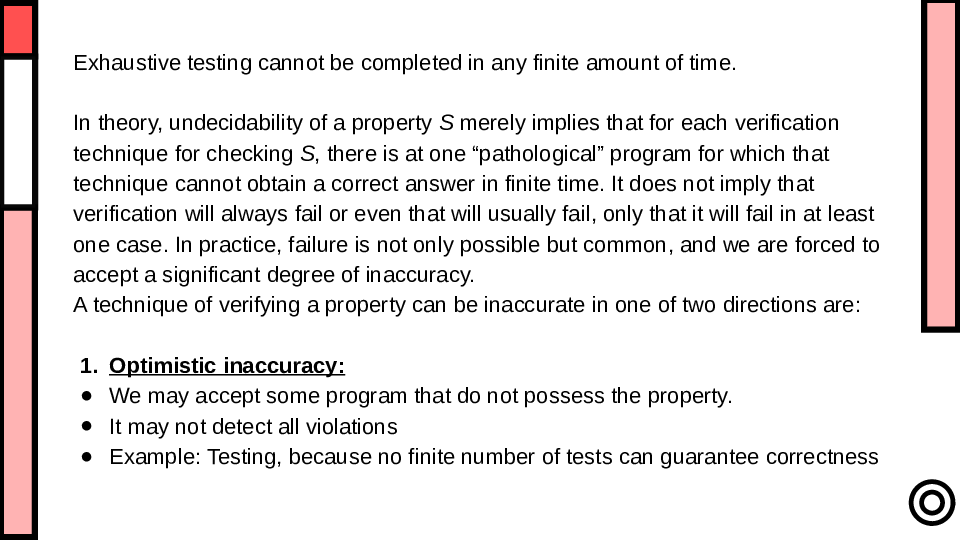 Exhaustive testing cannot be completed in any finite amount of time.
In theory, undecidability of a property S merely implies that for each verification
technique for checking S, there is at one “pathological” program for which that
technique cannot obtain a correct answer in finite time. It does not imply that
verification will always fail or even that will usually fail, only that it will fail in at least
one case. In practice, failure is not only possible but common, and we are forced to
accept a significant degree of inaccuracy.
A technique of verifying a property can be inaccurate in one of two directions are:
1. Optimistic inaccuracy:
● We may accept some program that do not possess the property.
● It may not detect all violations
● Example: Testing, because no finite number of tests can guarantee correctness